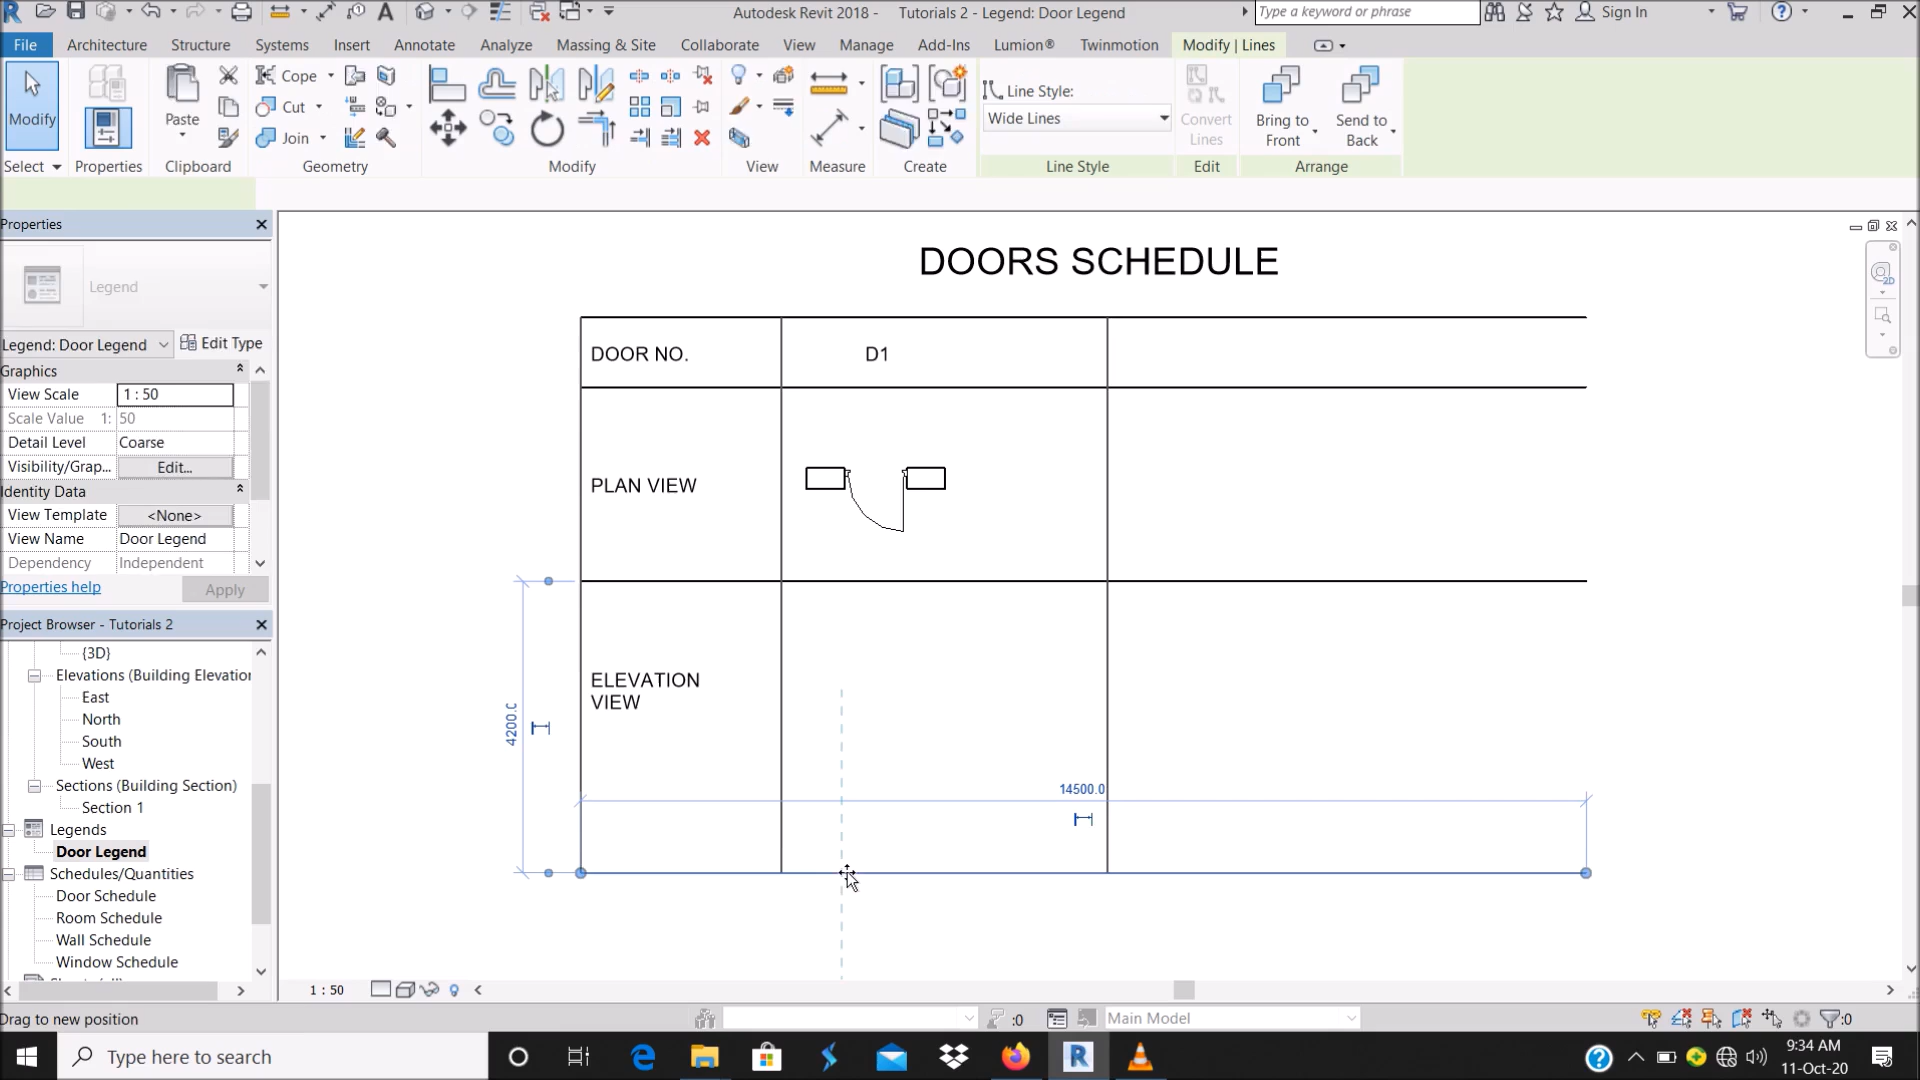 Autodesk Revit 2018 - Tutorials 2 - Legend: Door Legend
Type a keyword or phrase
Sign In
File Architecture Structure Systems Insert Annotate Analyze Massing & Site Collaborate View Manage Add-Ins Lumion® Twinmotion Modify | Lines
Modify
Paste
Cope
Cut
Join
Line Style:
Wide Lines
Convert Lines
Bring to Front
Send to Back
Select Properties Clipboard Geometry Modify View Measure Create Line Style Edit Arrange
Properties
Legend
Legend: Door Legend Edit Type
Graphics
View Scale 1 : 50
Scale Value 1: 50
Detail Level Coarse
Visibility/Grap... Edit...
Identity Data
View Template <None>
View Name Door Legend
Dependency Independent
Properties help Apply
Project Browser - Tutorials 2
{3D}
Elevations (Building Elevation
East
North
South
West
Sections (Building Section)
Section 1
Legends
Door Legend
Schedules/Quantities
Door Schedule
Room Schedule
Wall Schedule
Window Schedule
DOORS SCHEDULE
DOOR NO. D1
PLAN VIEW
ELEVATION
VIEW
4200.0
14500.0
2D
1 : 50
Drag to new position
:0
Main Model
:0
Type here to search
9:34 AM
11-Oct-20